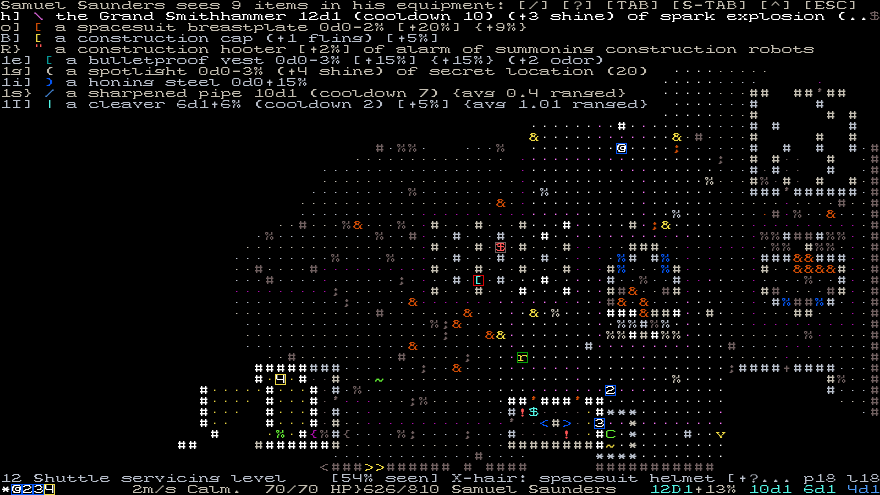 Samuel Saunders sees 9 items in his equipment: [/] [?] [TAB] [S-TAB] [^] [ESC]
h] \ the Grand Smithhammer 12d1 (cooldown 10) (+3 shine) of spark explosion (..$
o] [ a spacesuit breastplate 0d0-2% [+20%] {+9%}
B] [ a construction cap (+1 fling) [+5%]
R} " a construction hooter [+2%] of alarm of summoning construction robots
1e] [ a bulletproof vest 0d0-3% [+15%] {+15%} (+2 odor)
1g] ( a spotlight 0d0-3% (+4 shine) of secret location (20)
1i] ) a honing steel 0d0+15%
1s} / a sharpened pipe 10d1 (cooldown 7) {avg 0.4 ranged}
1I] | a cleaver 6d1+6% (cooldown 2) [+5%] {avg 1.01 ranged}
12 Shuttle servicing level [54% seen] X-hair: spacesuit helmet [+?... p18 l18
*@234 2m/s Calm. 70/70 HP}626/810 Samuel Saunders 12D1+13% 10d1 6d1 4d1